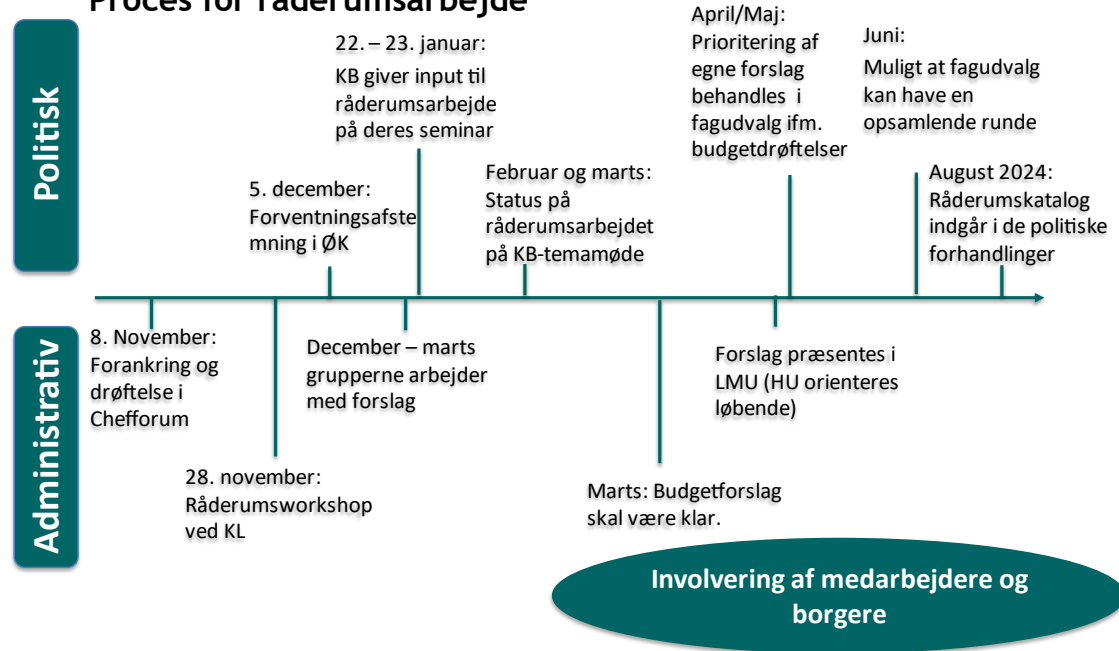 Proces for råderumsarbejde
Politisk
22. – 23. januar:
KB giver input til
råderumsarbejde
på deres seminar
5. december:
Forventningsafste
mning i ØK
Februar og marts:
Status på
råderumsarbejdet
på KB-temamøde
April/Maj:
Prioritering af
egne forslag
behandles i
fagudvalg ifm.
budgetdrøftelser
Juni:
Muligt at fagudvalg
kan have en
opsamlende runde
August 2024:
Råderumskatalog
indgår i de politiske
forhandlinger
Administrativ
8. November:
Forankring og
drøftelse i
Chefforum
28. november:
Råderumsworkshop
ved KL
December – marts
grupperne arbejder
med forslag
Marts: Budgetforslag
skal være klar.
Forslag præsentes i
LMU (HU orienteres
løbende)
Involvering af medarbejdere og
borgere